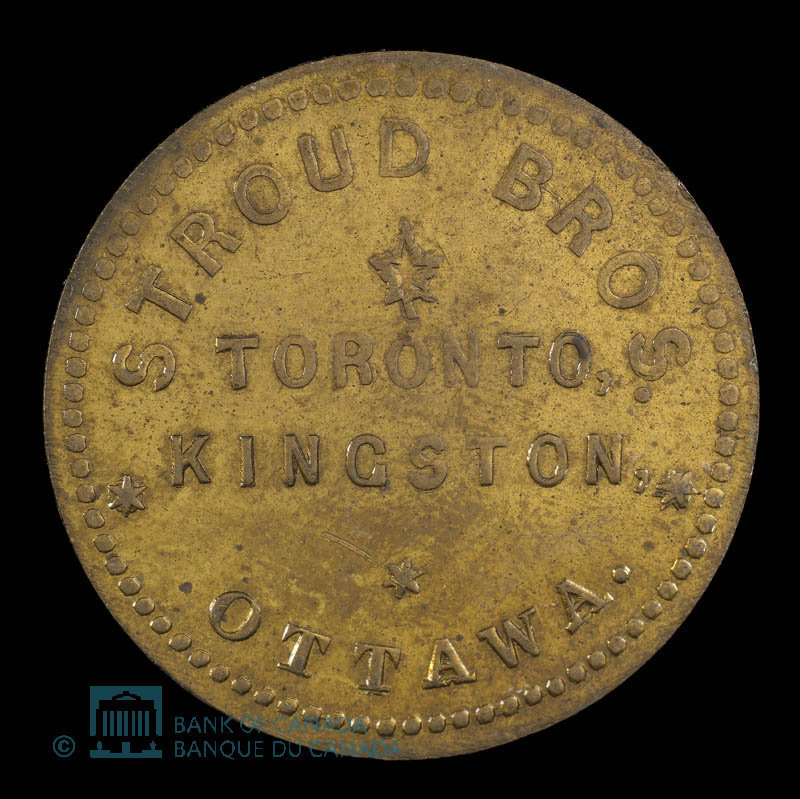 STROUD BROS.
TORONTO,
KINGSTON,
OTTAWA.
© BANK OF CANADA
BANQUE DU CANADA